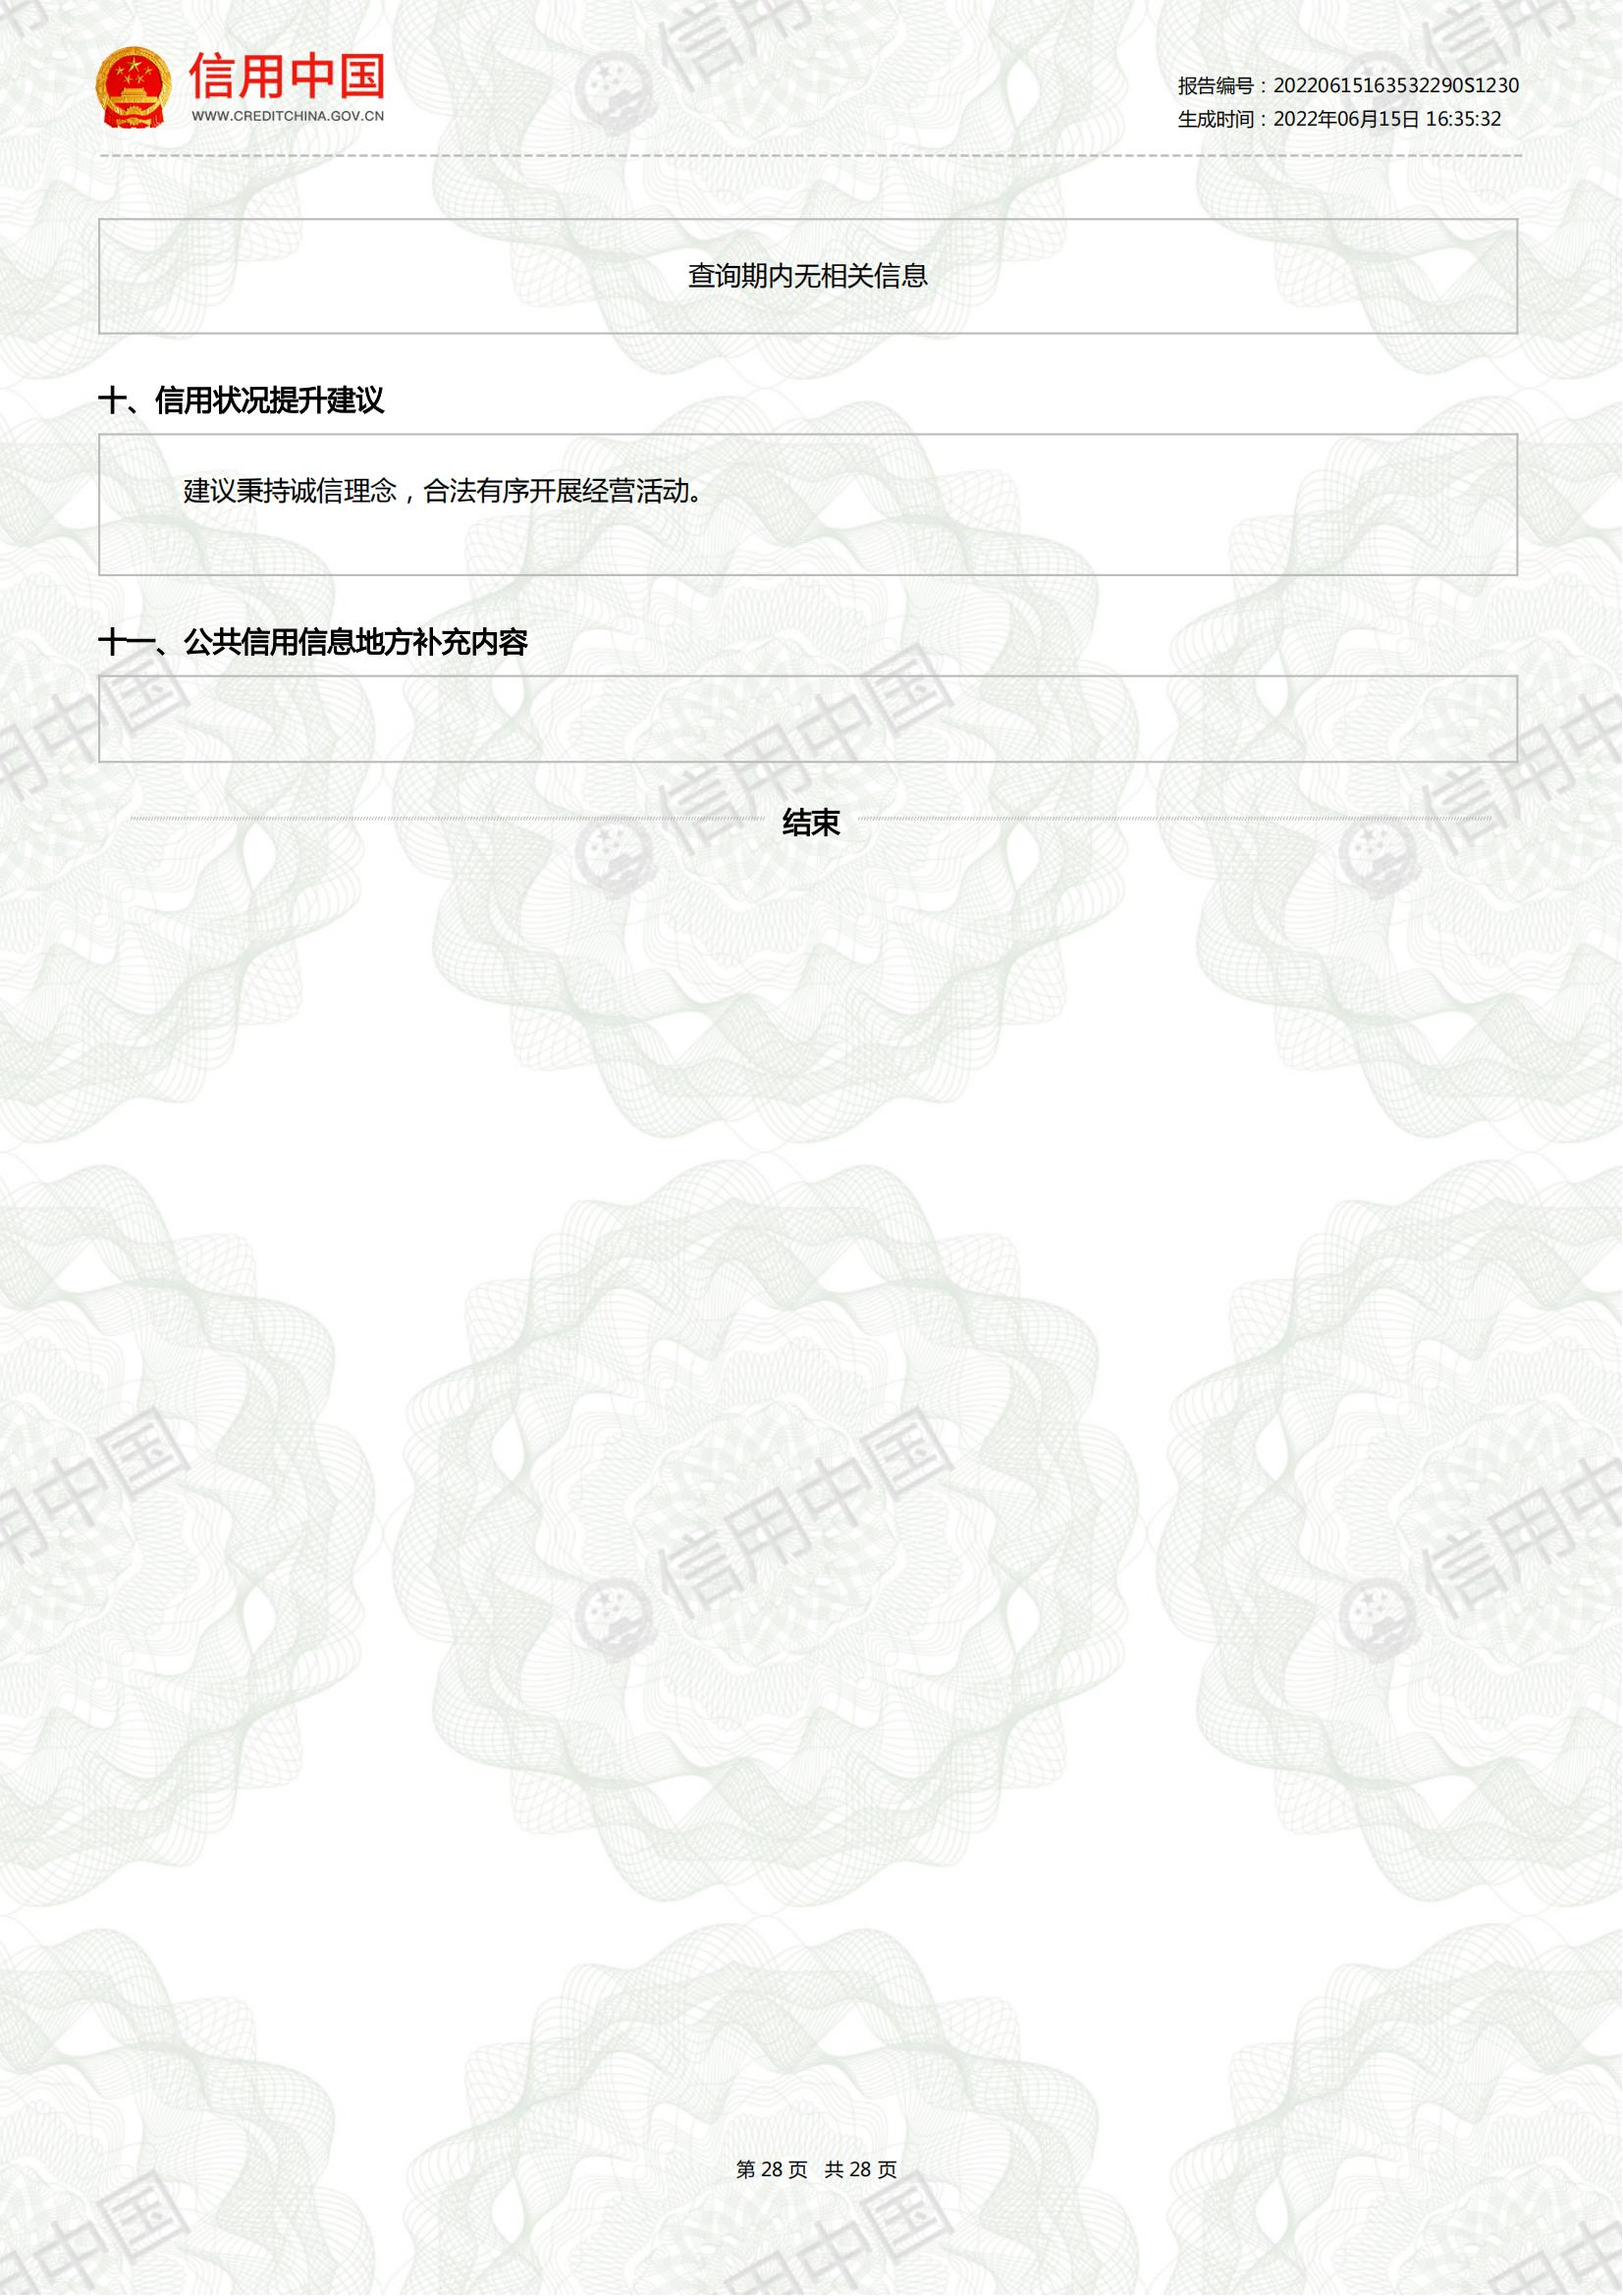 信用中国
WWW.CREDITCHINA.GOV.CN
报告编号：20220615163532290S1230
生成时间：2022年06月15日 16:35:32
查询期内无相关信息
十、信用状况提升建议
建议秉持诚信理念，合法有序开展经营活动。
十一、公共信用信息地方补充内容
结束
第 28 页 共 28 页